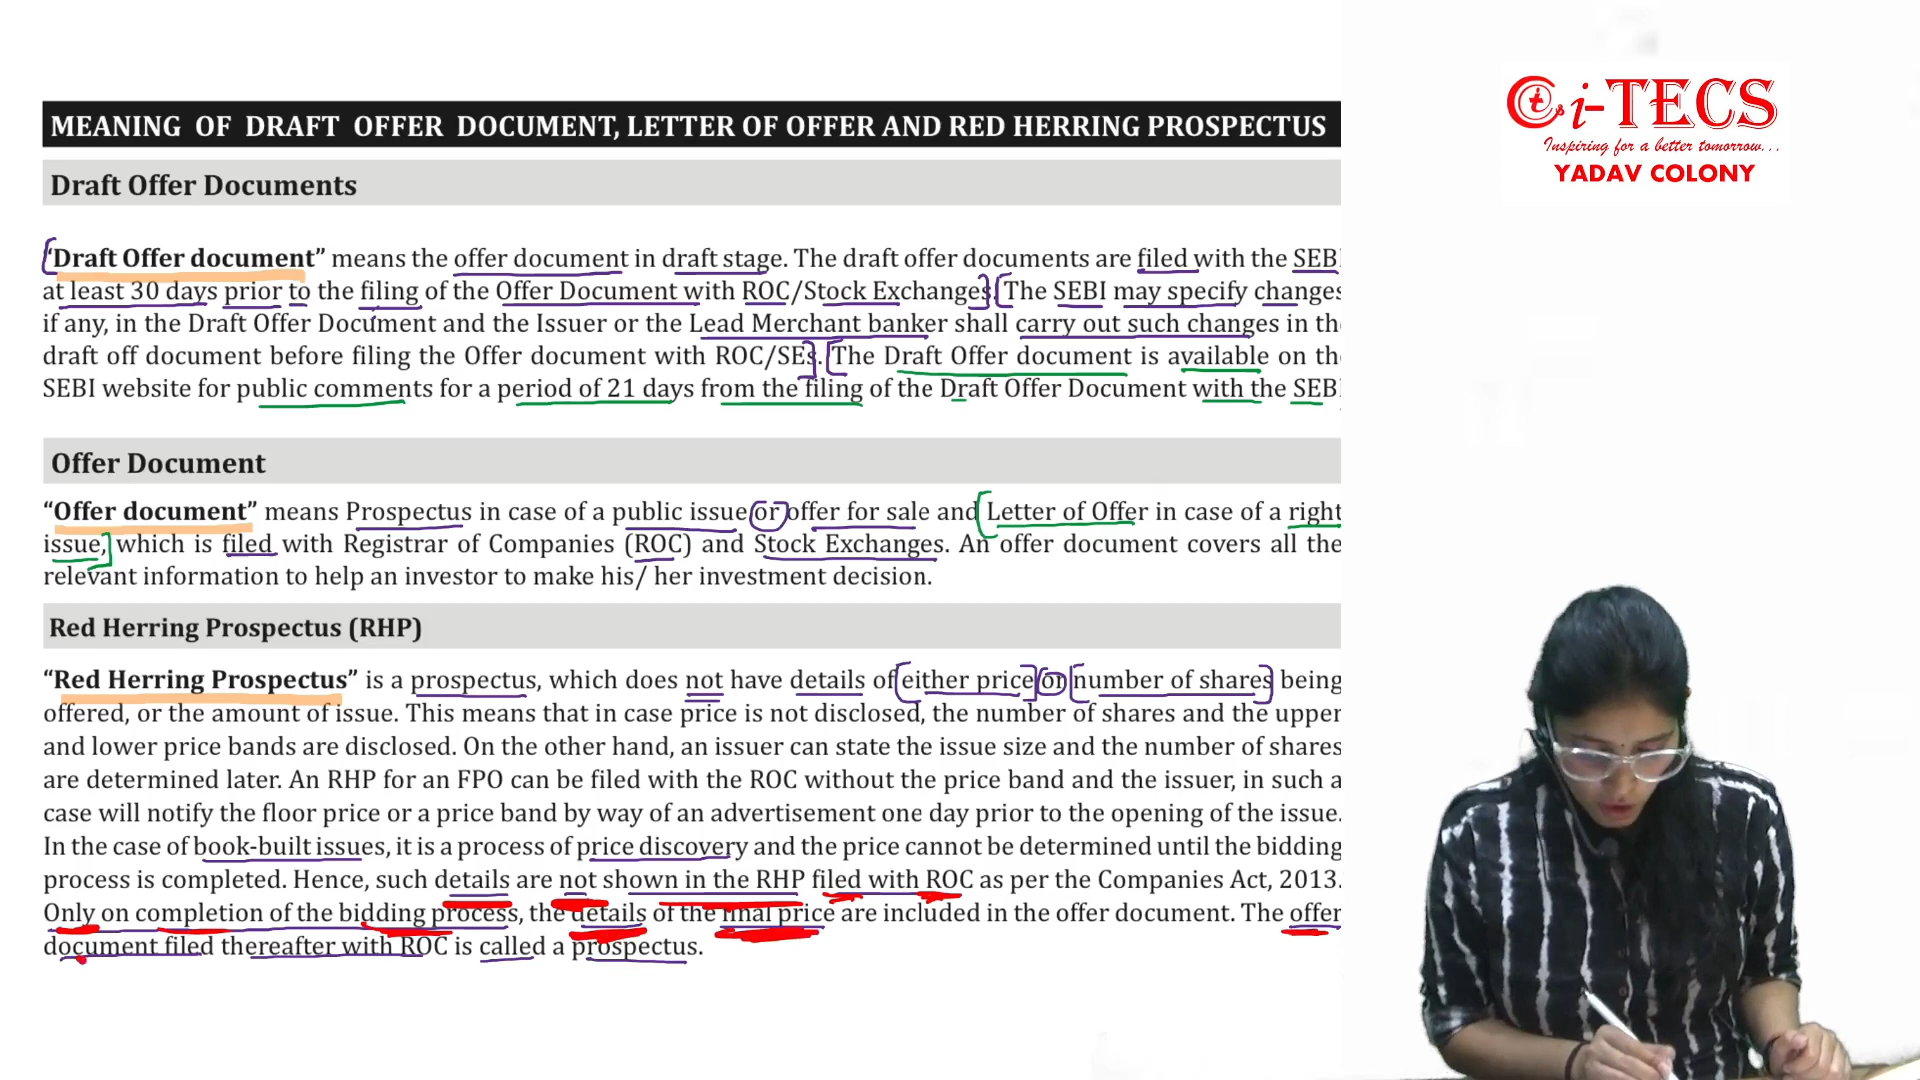 MEANING OF DRAFT OFFER DOCUMENT, LETTER OF OFFER AND RED HERRING PROSPECTUS
Draft Offer Documents
“Draft Offer document” means the offer document in draft stage. The draft offer documents are filed with the SEBI
at least 30 days prior to the filing of the Offer Document with ROC/Stock Exchanges. The SEBI may specify changes
if any, in the Draft Offer Document and the Issuer or the Lead Merchant banker shall carry out such changes in the
draft off document before filing the Offer document with ROC/SEs. The Draft Offer document is available on the
SEBI website for public comments for a period of 21 days from the filing of the Draft Offer Document with the SEBI
Offer Document
“Offer document” means Prospectus in case of a public issue or offer for sale and Letter of Offer in case of a right
issue, which is filed with Registrar of Companies (ROC) and Stock Exchanges. An offer document covers all the
relevant information to help an investor to make his/ her investment decision.
Red Herring Prospectus (RHP)
“Red Herring Prospectus” is a prospectus, which does not have details of either price or number of shares being
offered, or the amount of issue. This means that in case price is not disclosed, the number of shares and the upper
and lower price bands are disclosed. On the other hand, an issuer can state the issue size and the number of shares
are determined later. An RHP for an FPO can be filed with the ROC without the price band and the issuer, in such a
case will notify the floor price or a price band by way of an advertisement one day prior to the opening of the issue.
In the case of book-built issues, it is a process of price discovery and the price cannot be determined until the bidding
process is completed. Hence, such details are not shown in the RHP filed with ROC as per the Companies Act, 2013.
Only on completion of the bidding process, the details of the final price are included in the offer document. The offer
document filed thereafter with ROC is called a prospectus.
i-TECS
Inspiring for a better tomorrow...
YADAV COLONY